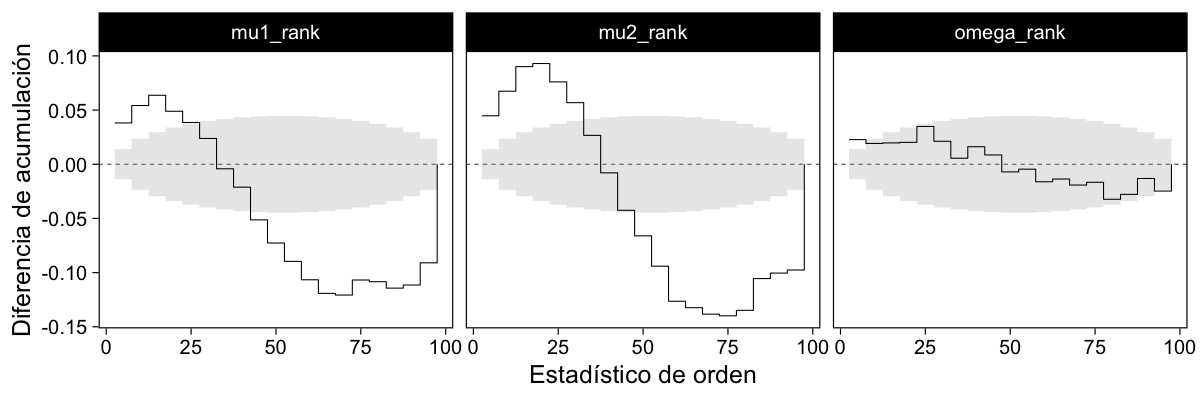 mu1_rank
mu2_rank
omega_rank
Diferencia de acumulación
0.10
0.05
0.00
-0.05
-0.10
-0.15
0 25 50 75 100
0 25 50 75 100
0 25 50 75 100
Estadístico de orden